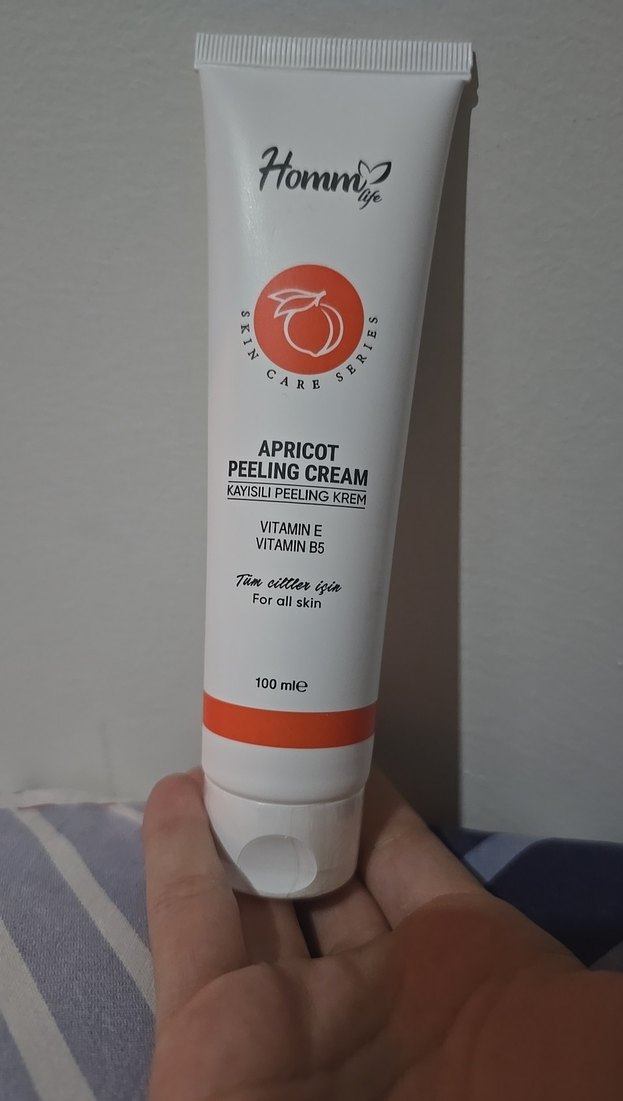 Homm
life
SKIN CARE SERIES
APRICOT
PEELING CREAM
KAYISILI PEELING KREM
VITAMIN E
VITAMIN B5
Tüm ciltler için
For all skin
100 ml℮